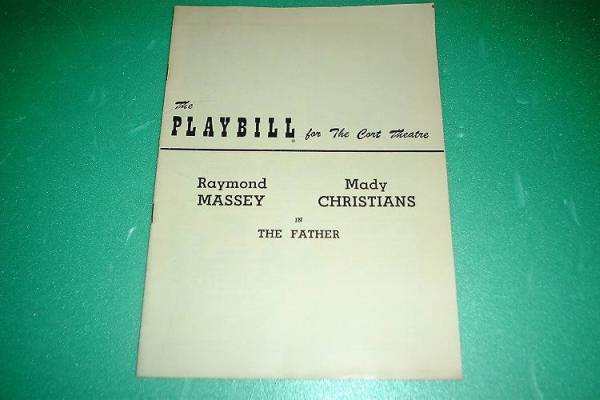 The
PLAYBILL® for The Cort Theatre
Raymond MASSEY
Mady CHRISTIANS
IN
THE FATHER